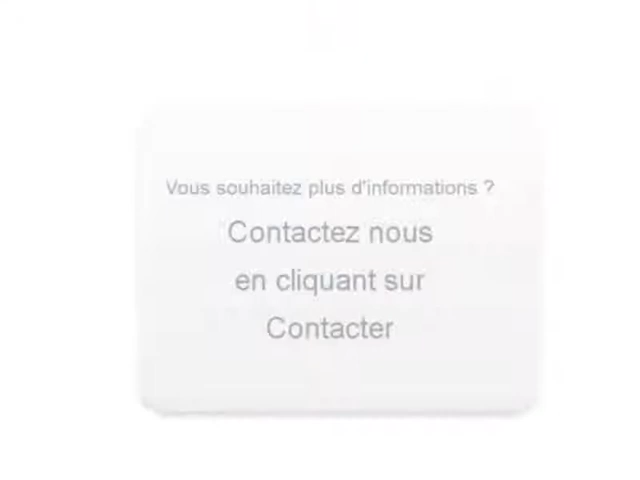 Vous souhaitez plus d'informations ?
Contactez nous
en cliquant sur
Contacter